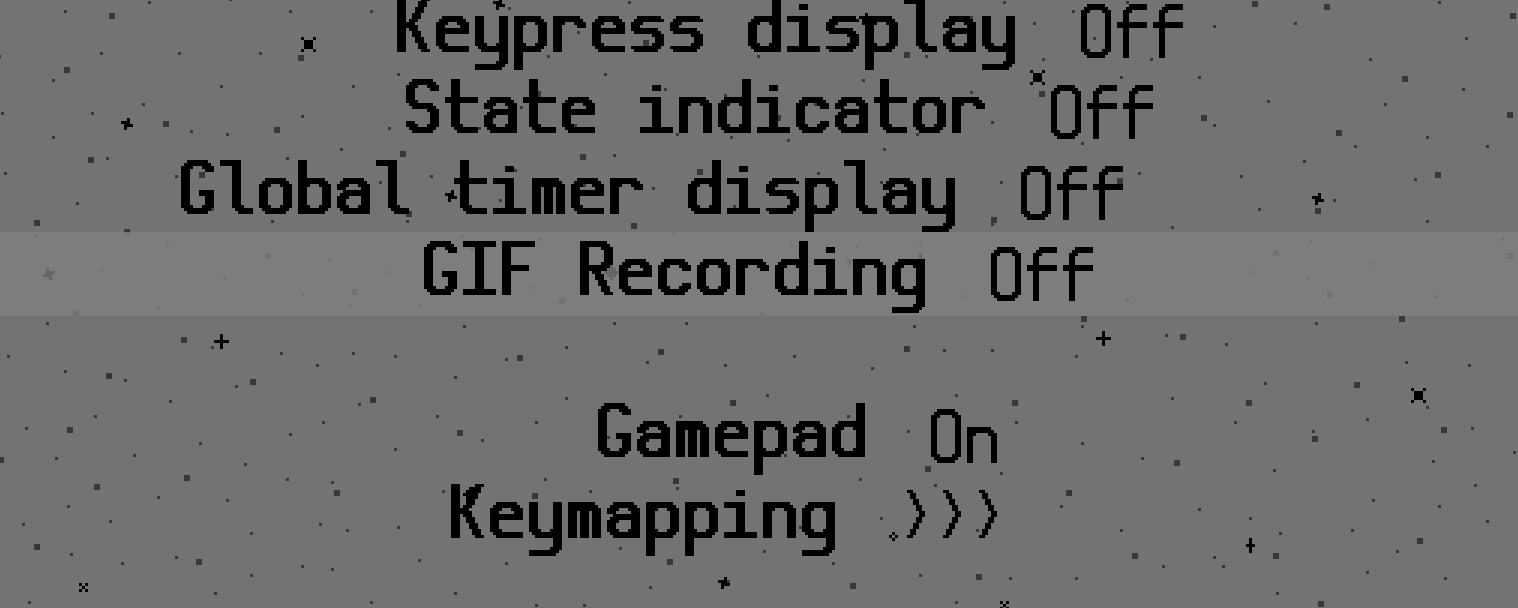 Keypress display Off
State indicator Off
Global timer display Off
GIF Recording Off
Gamepad On
Keymapping 》》》